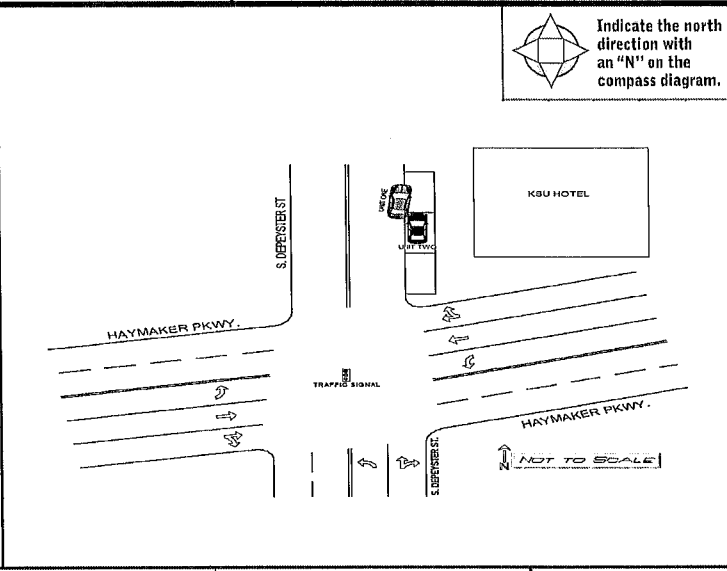 Indicate the north
direction with
an "N" on the
compass diagram.
KSU HOTEL
UNIT ONE
UNIT TWO
S. DEPEYSTER ST
HAYMAKER PKWY.
TRAFFIC SIGNAL
HAYMAKER PKWY.
S. DEPEYSTER ST.
N
NOT TO SCALE